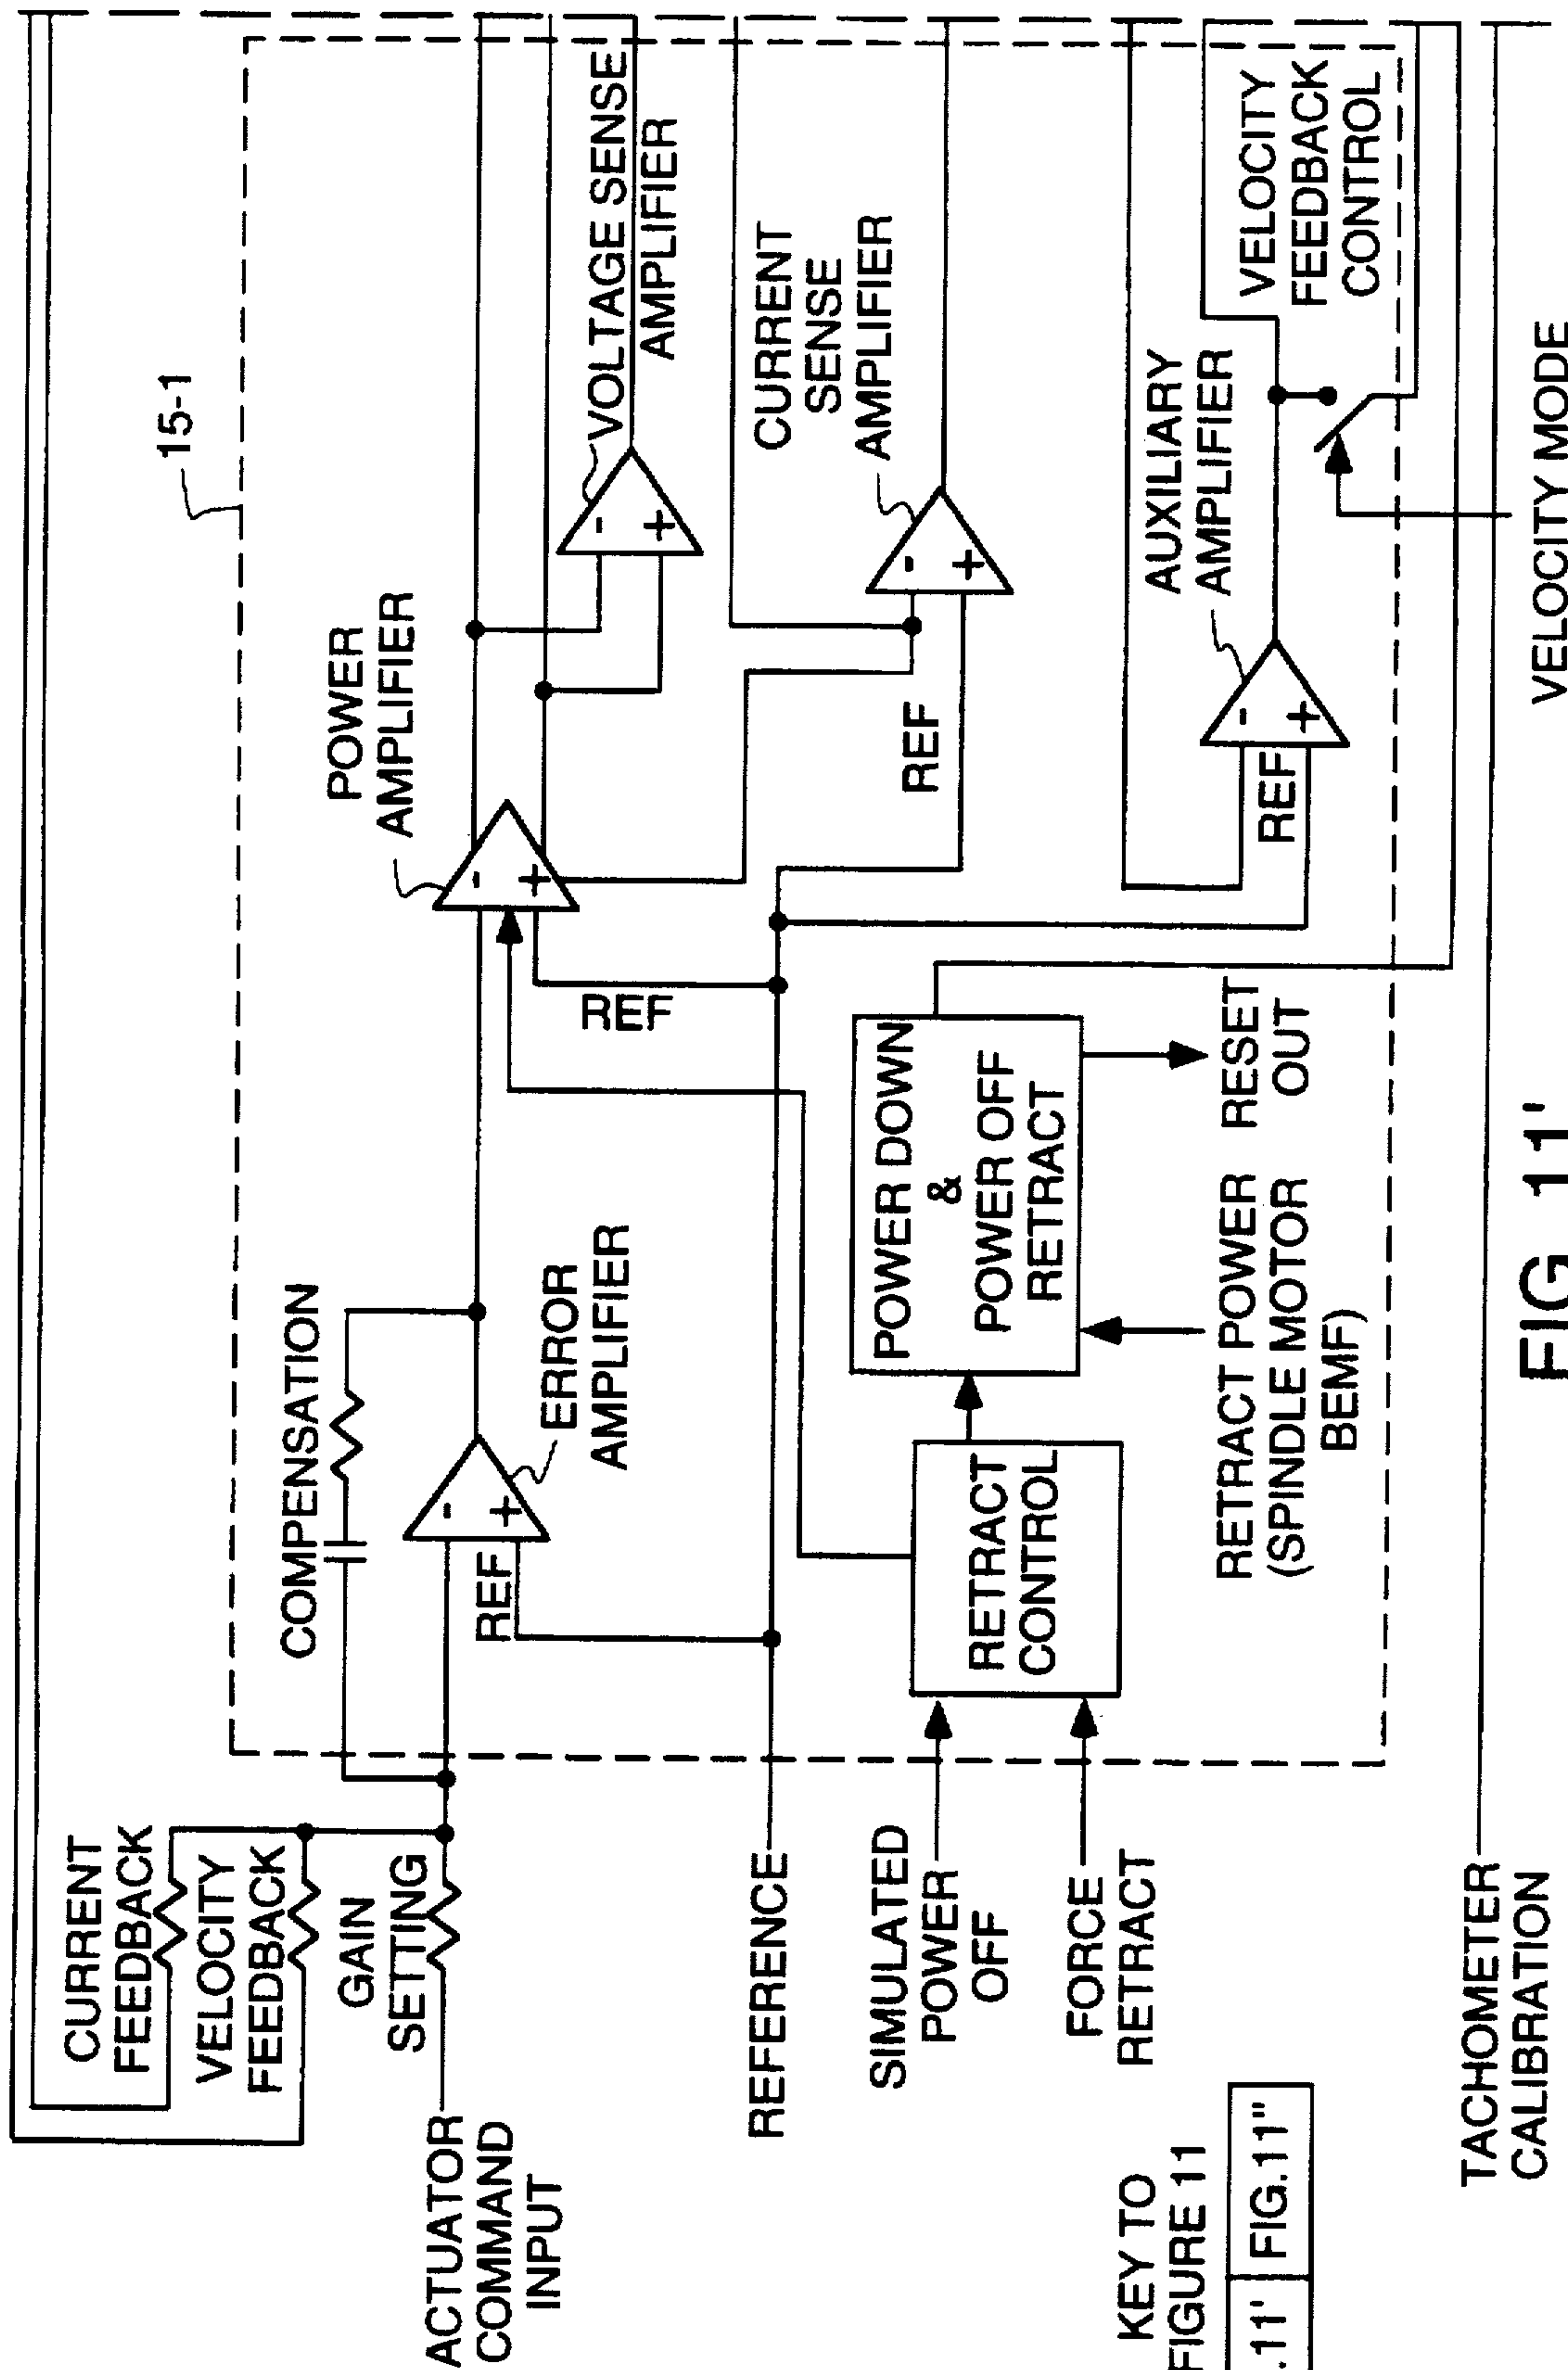 15-1
CURRENT
FEEDBACK
VELOCITY
FEEDBACK
GAIN
SETTING
ACTUATOR
COMMAND
INPUT
COMPENSATION
-
+
REF
ERROR
AMPLIFIER
POWER
AMPLIFIER
-
+
REF
-
+
VOLTAGE SENSE
AMPLIFIER
CURRENT
SENSE
AMPLIFIER
-
+
REF
AUXILIARY
AMPLIFIER
-
+
REF
VELOCITY
FEEDBACK
CONTROL
REFERENCE
SIMULATED
POWER
OFF
FORCE
RETRACT
RETRACT
CONTROL
POWER DOWN
&
POWER OFF
RETRACT
RETRACT POWER
(SPINDLE MOTOR
BEMF)
RESET
OUT
VELOCITY MODE
TACHOMETER
CALIBRATION
KEY TO
FIGURE 11
.11' FIG.11"
FIG. 11'